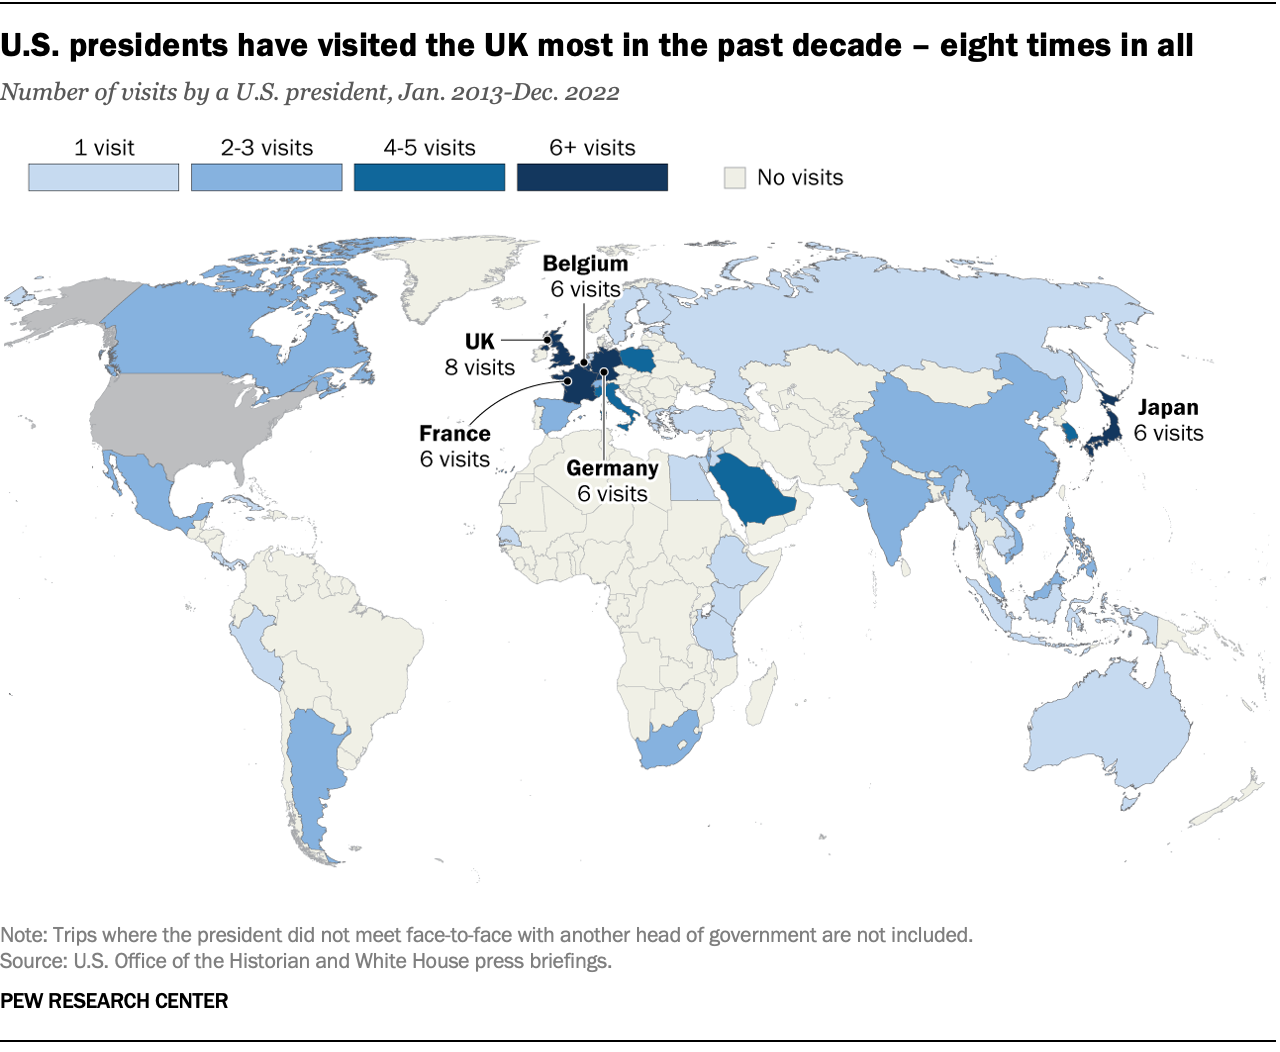 U.S. presidents have visited the UK most in the past decade – eight times in all
Number of visits by a U.S. president, Jan. 2013-Dec. 2022
1 visit
2-3 visits
4-5 visits
6+ visits
No visits
Belgium
6 visits
UK
8 visits
France
6 visits
Germany
6 visits
Japan
6 visits
Note: Trips where the president did not meet face-to-face with another head of government are not included.
Source: U.S. Office of the Historian and White House press briefings.
PEW RESEARCH CENTER